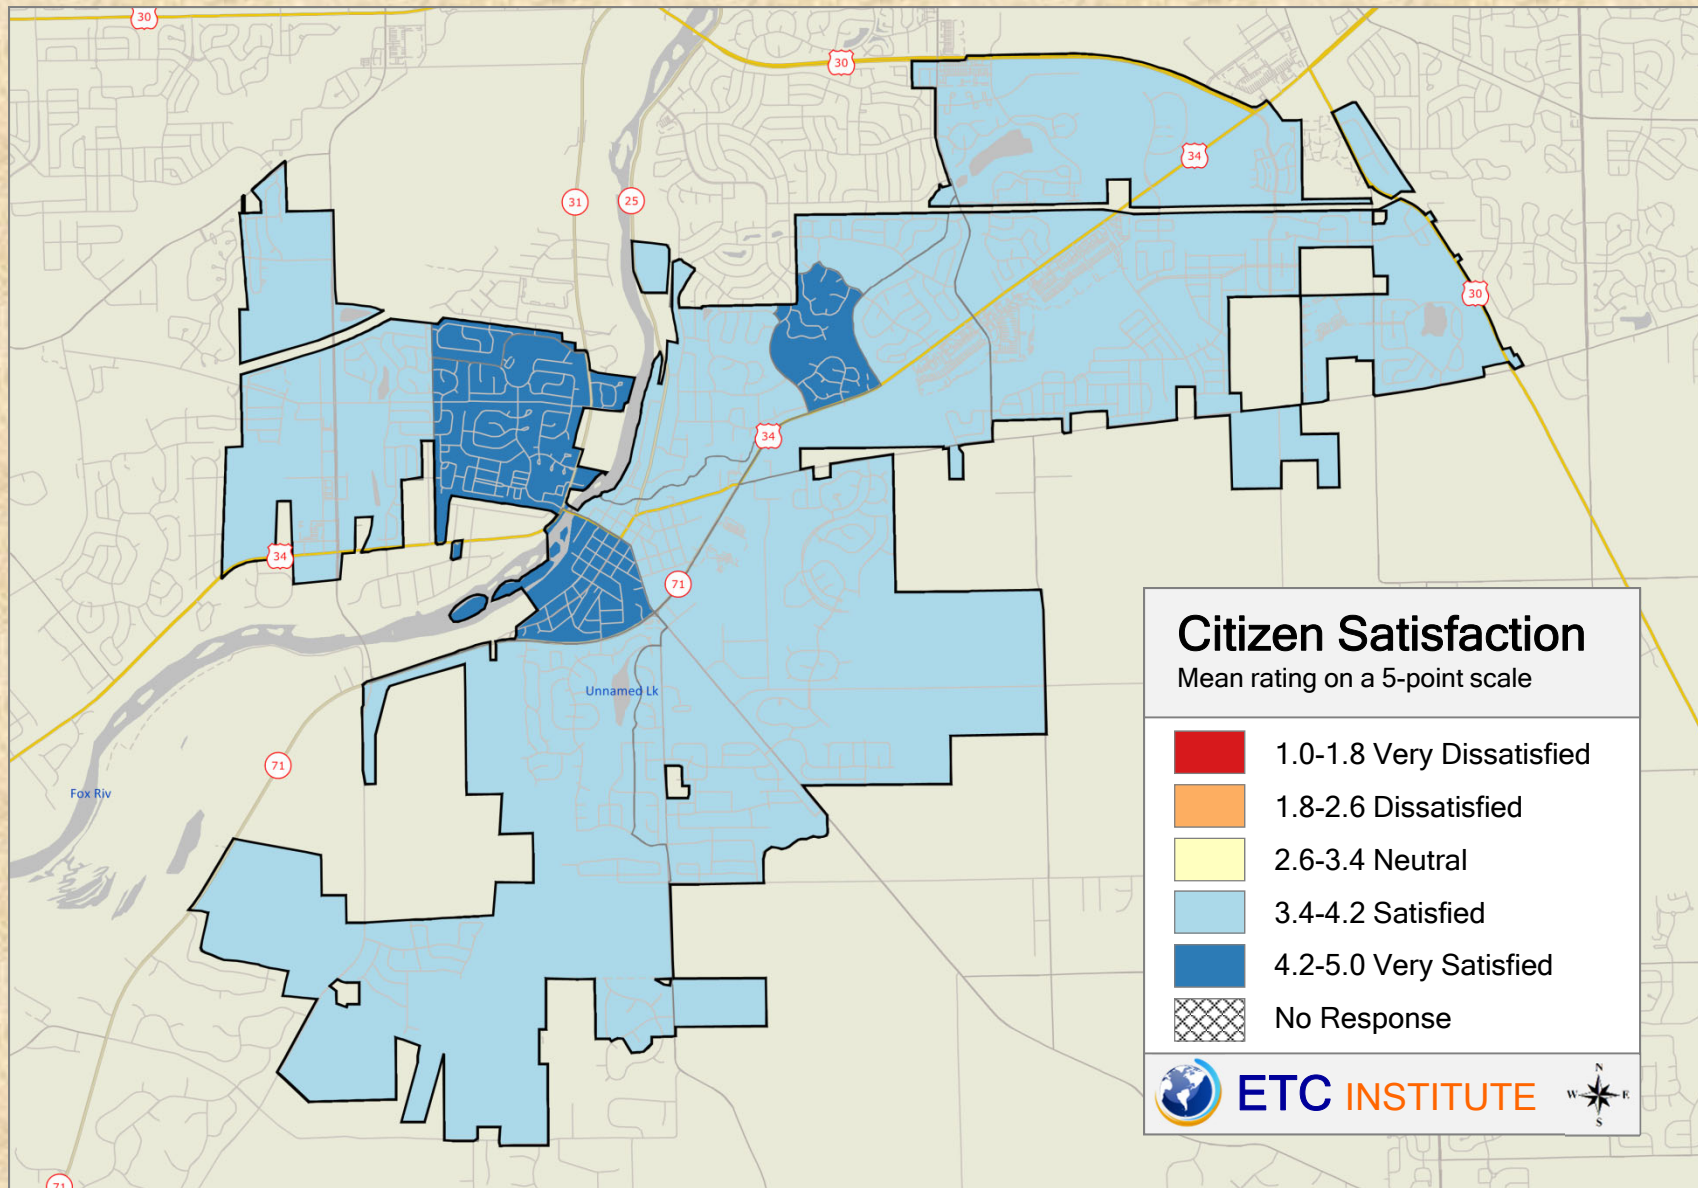 30
30
34
31
25
30
34
34
71
Unnamed Lk
71
Fox Riv
71
Citizen Satisfaction
Mean rating on a 5-point scale
1.0-1.8 Very Dissatisfied
1.8-2.6 Dissatisfied
2.6-3.4 Neutral
3.4-4.2 Satisfied
4.2-5.0 Very Satisfied
No Response
ETC INSTITUTE
N
W E
S